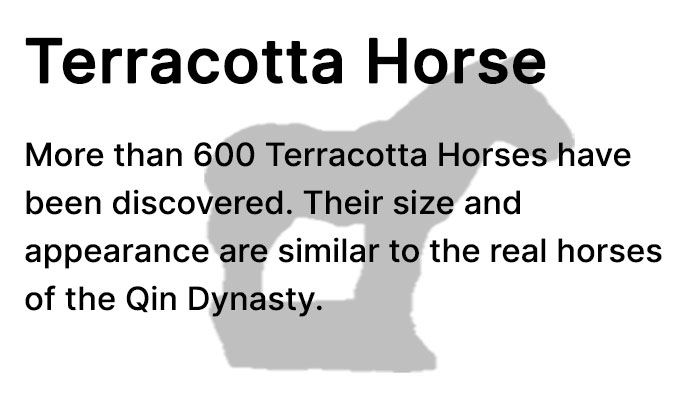 Terracotta Horse
More than 600 Terracotta Horses have
been discovered. Their size and
appearance are similar to the real horses
of the Qin Dynasty.